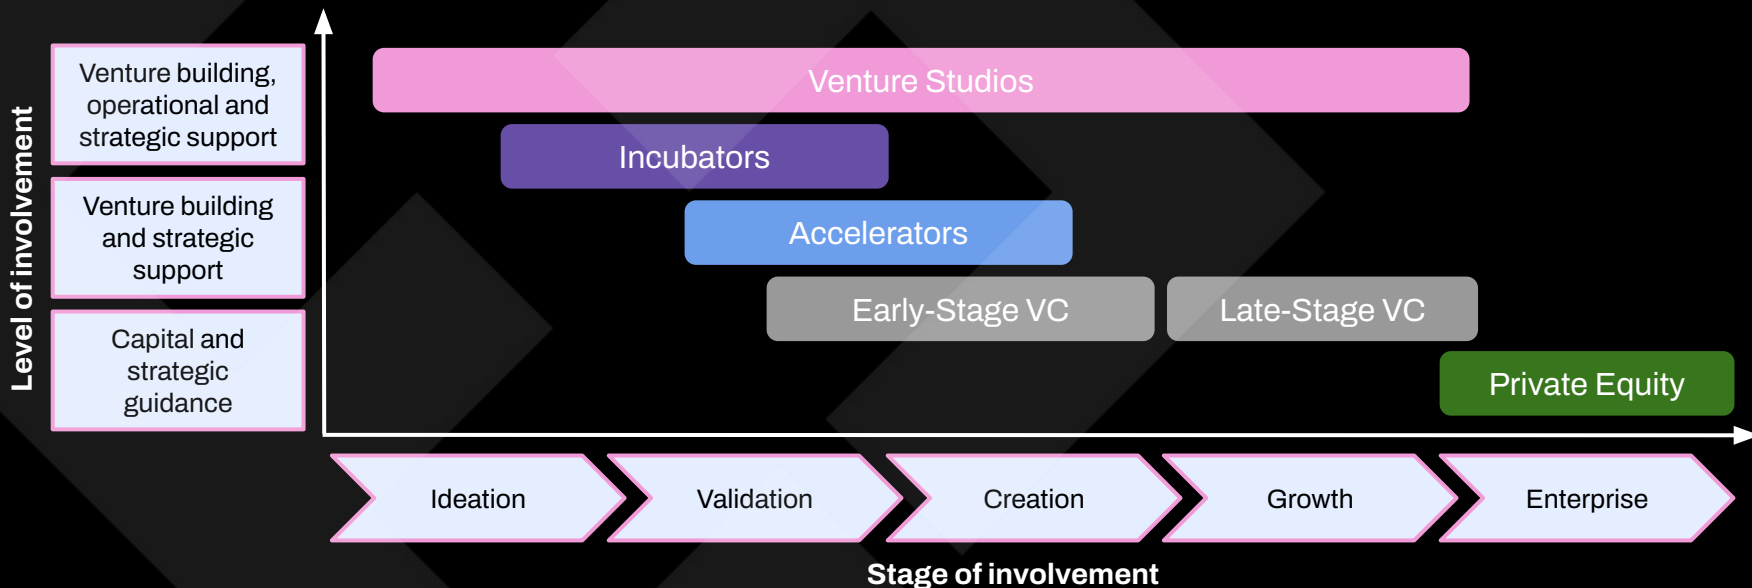 Level of involvement
Venture building,
operational and
strategic support
Venture building
and strategic
support
Capital and
strategic
guidance
Venture Studios
Incubators
Accelerators
Early-Stage VC
Late-Stage VC
Private Equity
Ideation
Validation
Creation
Growth
Enterprise
Stage of involvement